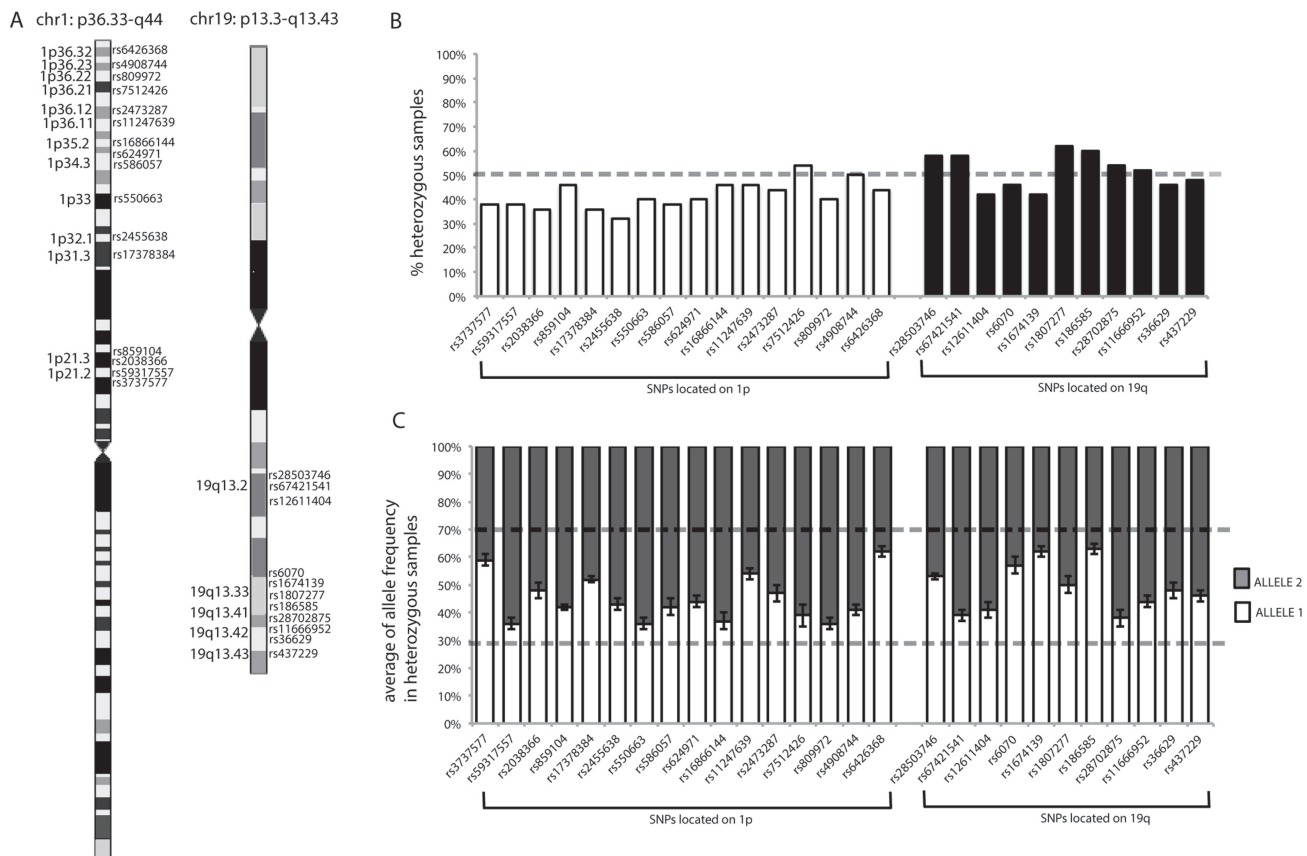 A
chr1: p36.33-q44
chr19: p13.3-q13.43
1p36.32
1p36.23
1p36.22
1p36.21
1p36.12
1p36.11
1p35.2
1p34.3
1p33
1p32.1
1p31.3
1p21.3
1p21.2
rs6426368
rs4908744
rs809972
rs7512426
rs2473287
rs11247639
rs16866144
rs624971
rs586057
rs550663
rs2455638
rs17378384
rs859104
rs2038366
rs59317557
rs3737577
19q13.2
19q13.33
19q13.41
19q13.42
19q13.43
rs28503746
rs67421541
rs12611404
rs6070
rs1674139
rs1807277
rs186585
rs28702875
rs11666952
rs36629
rs437229
B
% heterozygous samples
100%
90%
80%
70%
60%
50%
40%
30%
20%
10%
0%
rs3737577
rs59317557
rs2038366
rs859104
rs17378384
rs2455638
rs550663
rs586057
rs624971
rs16866144
rs11247639
rs2473287
rs7512426
rs809972
rs4908744
rs6426368
rs28503746
rs67421541
rs12611404
rs6070
rs1674139
rs1807277
rs186585
rs28702875
rs11666952
rs36629
rs437229
SNPs located on 1p
SNPs located on 19q
C
average of allele frequency
in heterozygous samples
100%
90%
80%
70%
60%
50%
40%
30%
20%
10%
0%
rs3737577
rs59317557
rs2038366
rs859104
rs17378384
rs2455638
rs550663
rs586057
rs624971
rs16866144
rs11247639
rs2473287
rs7512426
rs809972
rs4908744
rs6426368
rs28503746
rs67421541
rs12611404
rs6070
rs1674139
rs1807277
rs186585
rs28702875
rs11666952
rs36629
rs437229
SNPs located on 1p
SNPs located on 19q
ALLELE 2
ALLELE 1